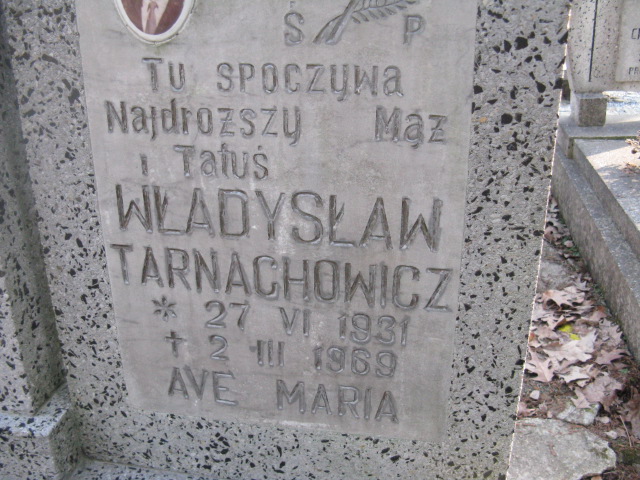 Ś P
Tu spoczywa
Najdroższy Mąż
i Tatuś
WŁADYSŁAW
TARNACHOWICZ
* 27 VI 1931
† 2 III 1969
AVE MARIA